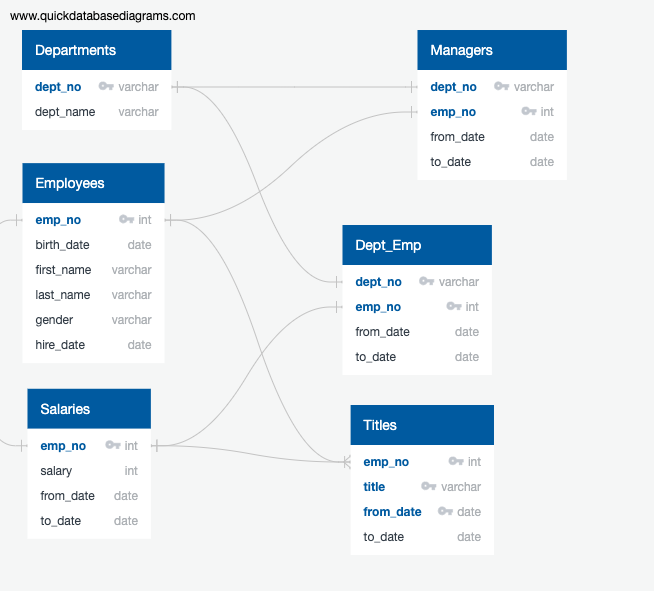 www.quickdatabasediagrams.com
Departments
dept_no varchar
dept_name varchar
Managers
dept_no varchar
emp_no int
from_date date
to_date date
Employees
emp_no int
birth_date date
first_name varchar
last_name varchar
gender varchar
hire_date date
Dept_Emp
dept_no varchar
emp_no int
from_date date
to_date date
Salaries
emp_no int
salary int
from_date date
to_date date
Titles
emp_no int
title varchar
from_date date
to_date date